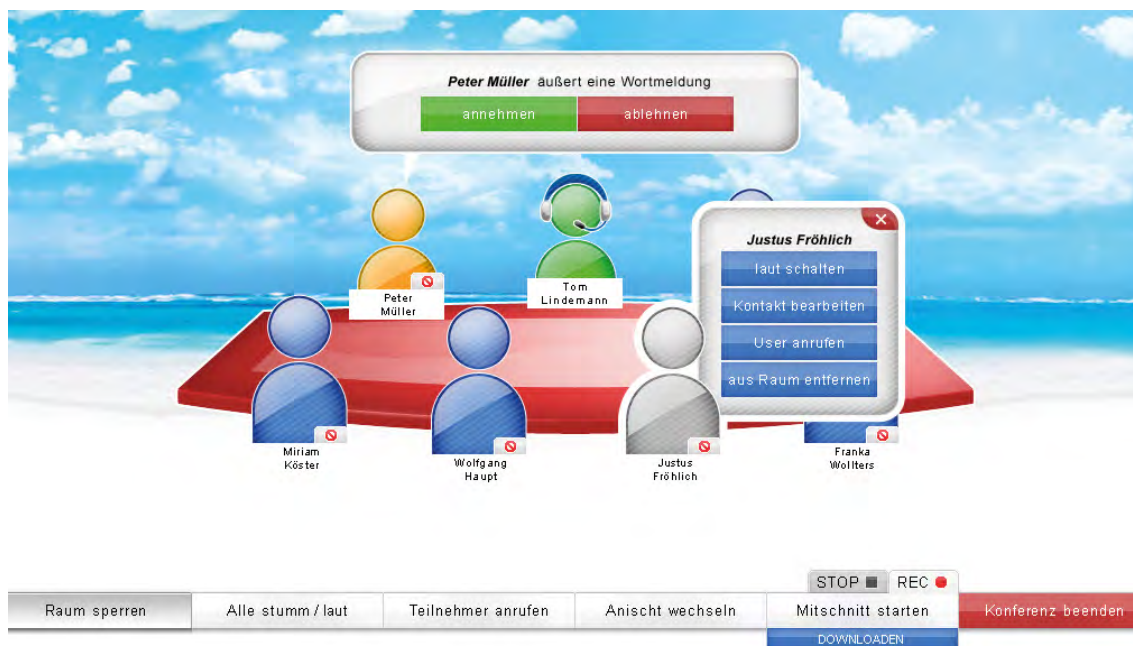 Peter Müller äußert eine Wortmeldung
annehmen ablehnen
Justus Fröhlich
laut schalten
Kontakt bearbeiten
User anrufen
aus Raum entfernen
Peter
Müller
Tom
Lindemann
Miriam
Köster
Wolfgang
Haupt
Justus
Fröhlich
Franka
Wollters
STOP REC
Raum sperren Alle stumm / laut Teilnehmer anrufen Anischt wechseln Mitschnitt starten Konferenz beenden
DOWNLOADEN